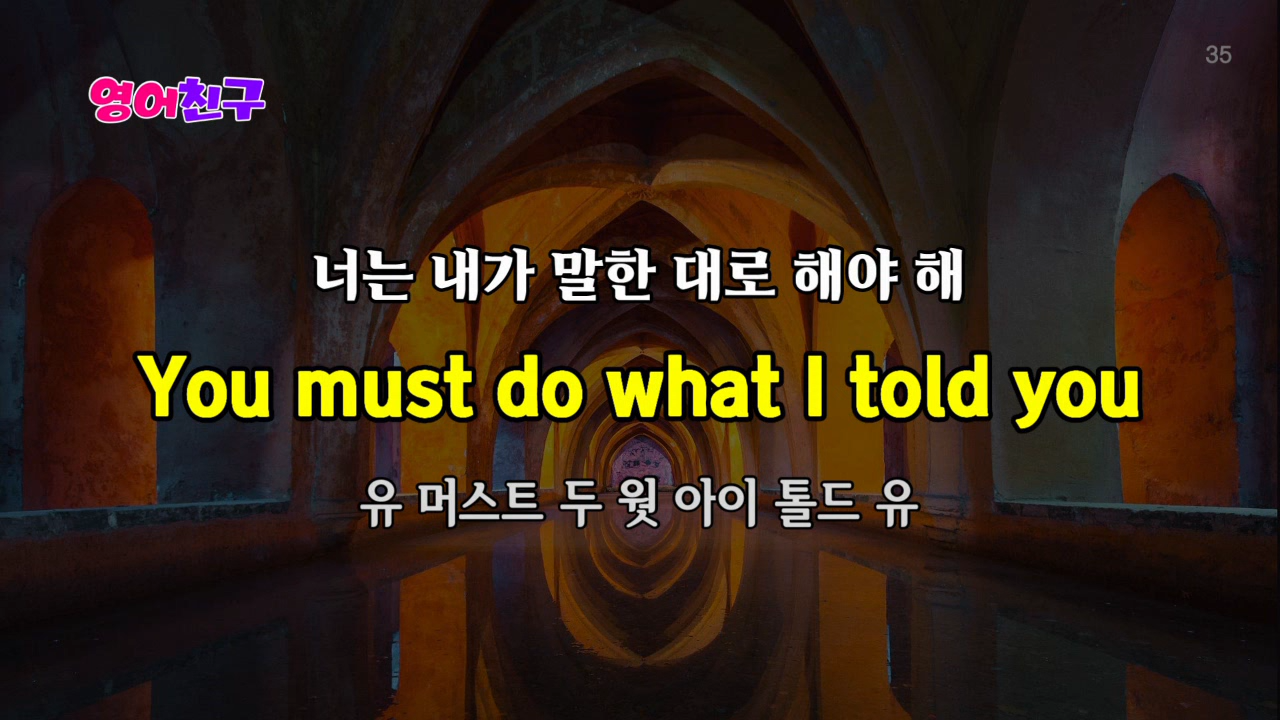 35
영어친구
너는 내가 말한 대로 해야 해
You must do what I told you
유 머스트 두 웟 아이 톨드 유